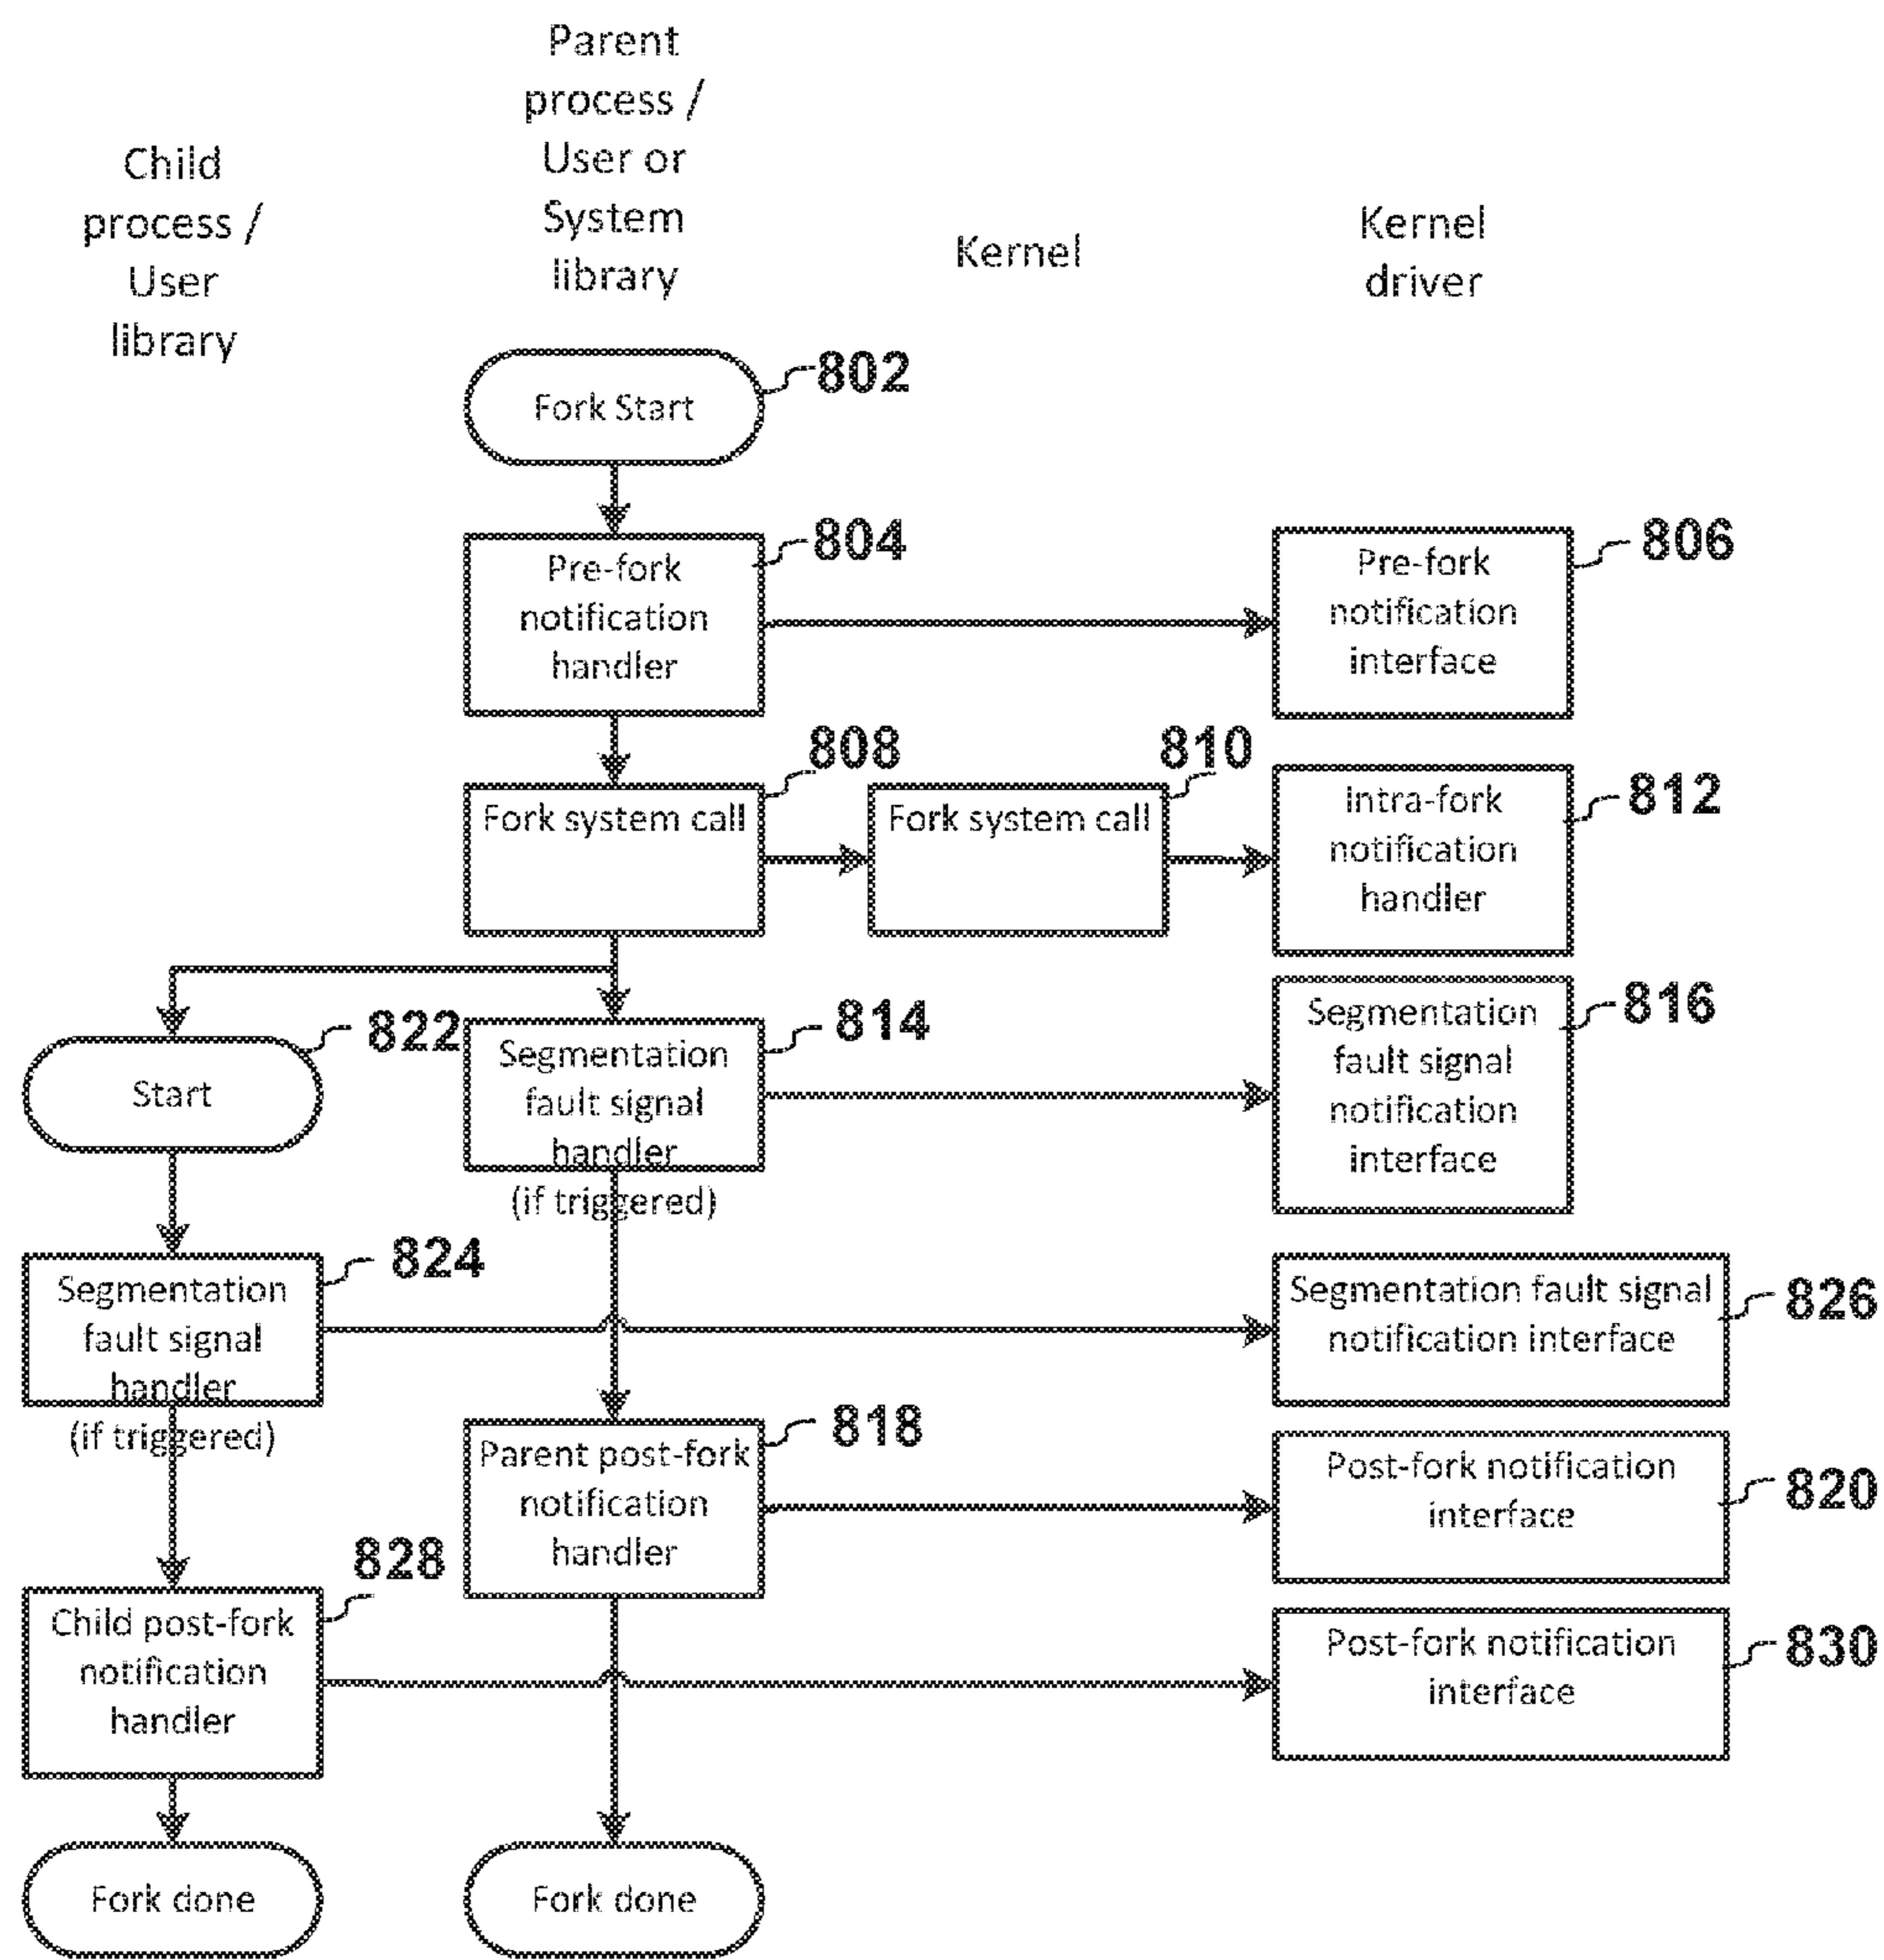 Child
process /
User
library
Parent
process /
User or
System
library
Kernel
Kernel
driver
Fork Start
802
Pre-fork
notification
handler
804
Pre-fork
notification
interface
806
Fork system call
808
Fork system call
810
Intra-fork
notification
handler
812
Start
822
Segmentation
fault signal
handler
(if triggered)
814
Segmentation
fault signal
notification
interface
816
Segmentation
fault signal
handler
(if triggered)
824
Segmentation fault signal
notification interface
826
Parent post-fork
notification
handler
818
Post-fork notification
interface
820
Child post-fork
notification
handler
828
Post-fork notification
interface
830
Fork done
Fork done